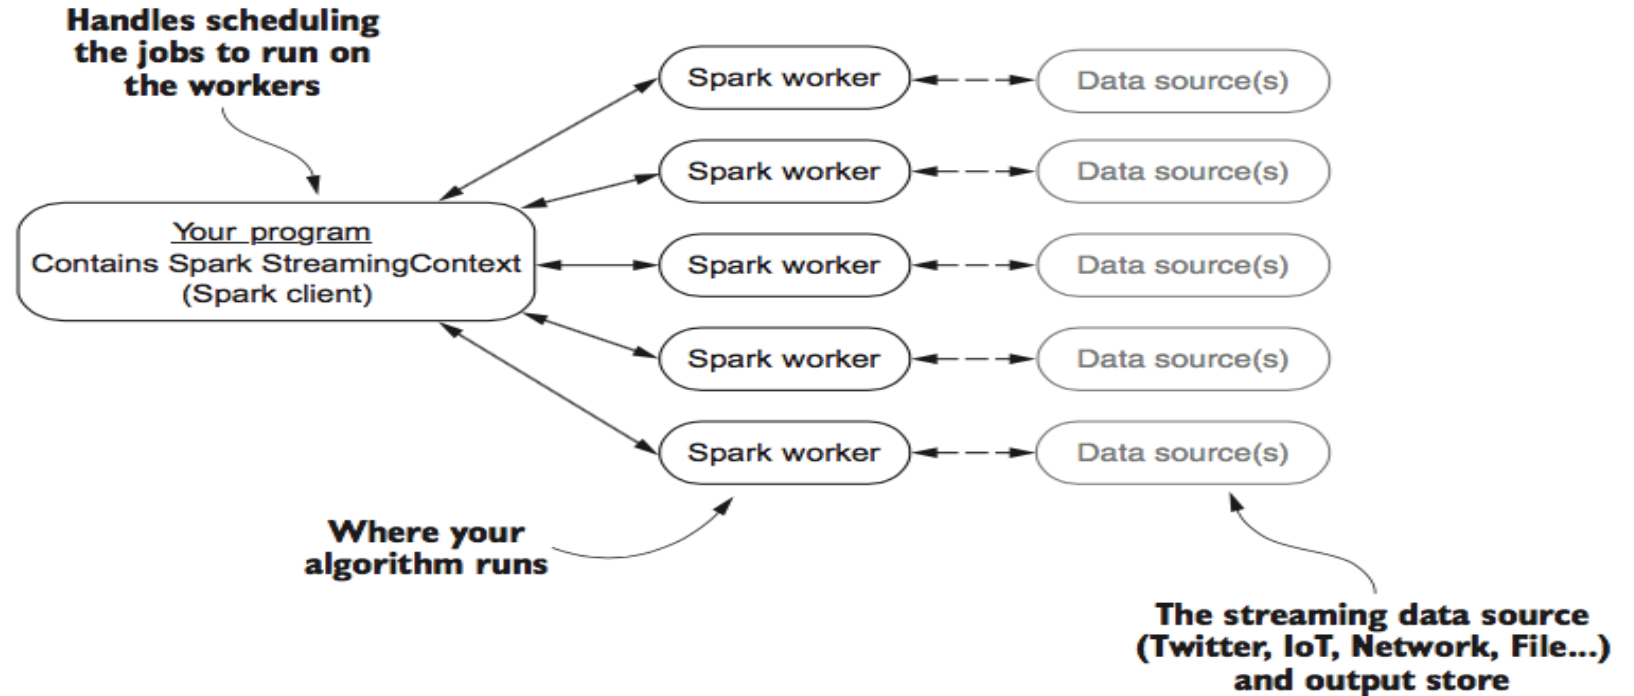 Handles scheduling
the jobs to run on
the workers
Your program
Contains Spark StreamingContext
(Spark client)
Spark worker
Data source(s)
Spark worker
Data source(s)
Spark worker
Data source(s)
Spark worker
Data source(s)
Spark worker
Data source(s)
Where your
algorithm runs
The streaming data source
(Twitter, IoT, Network, File...)
and output store